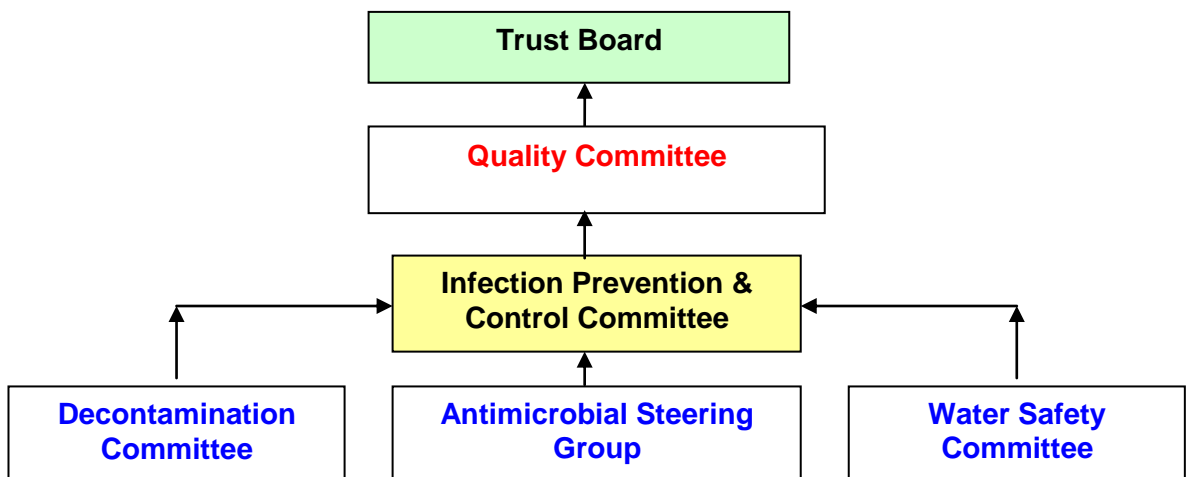 Trust Board
Quality Committee
Infection Prevention &
Control Committee
Decontamination
Committee
Antimicrobial Steering
Group
Water Safety
Committee